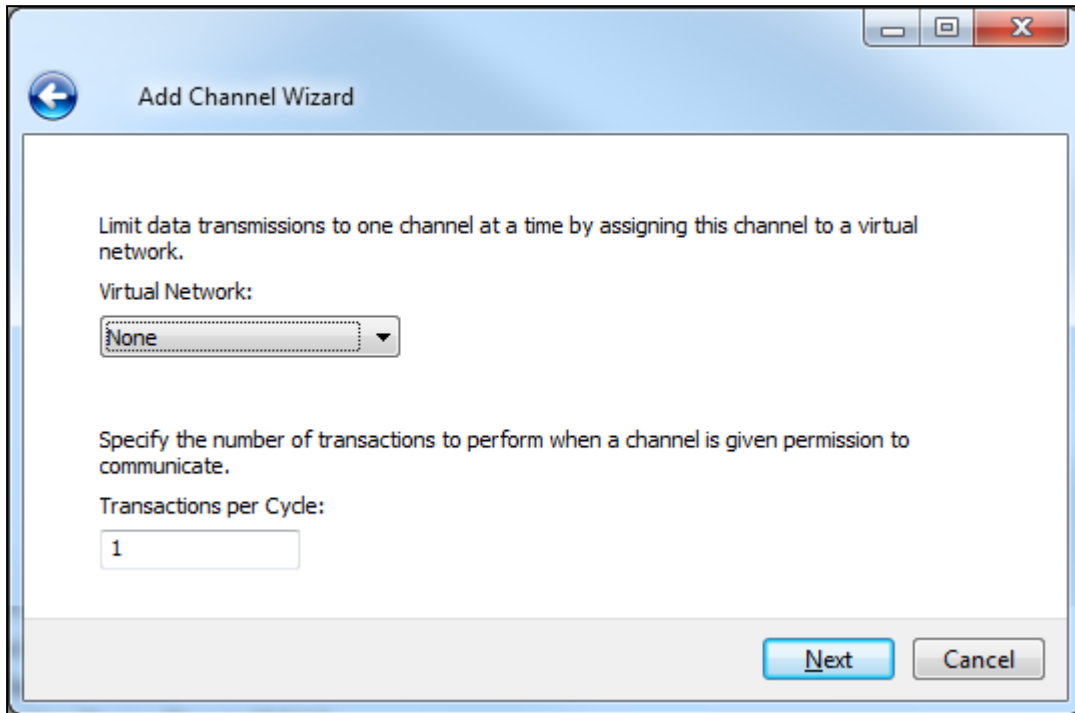 Add Channel Wizard
Limit data transmissions to one channel at a time by assigning this channel to a virtual
network.
Virtual Network:
None
Specify the number of transactions to perform when a channel is given permission to
communicate.
Transactions per Cycle:
1
Next
Cancel